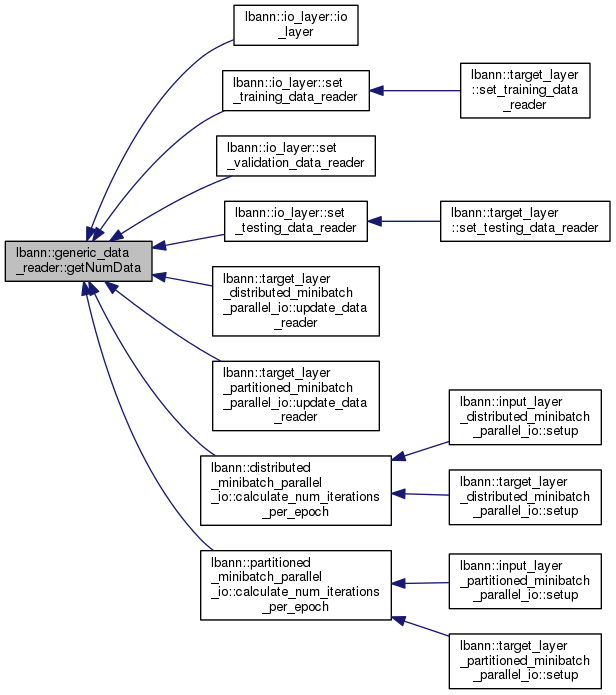 lbann::io_layer::io
_layer
lbann::io_layer::set
_training_data_reader
lbann::target_layer
::set_training_data
_reader
lbann::io_layer::set
_validation_data_reader
lbann::io_layer::set
_testing_data_reader
lbann::target_layer
::set_testing_data_reader
lbann::generic_data
_reader::getNumData
lbann::target_layer
_distributed_minibatch
_parallel_io::update_data
_reader
lbann::target_layer
_partitioned_minibatch
_parallel_io::update_data
_reader
lbann::distributed
_minibatch_parallel
_io::calculate_num_iterations
_per_epoch
lbann::input_layer
_distributed_minibatch
_parallel_io::setup
lbann::target_layer
_distributed_minibatch
_parallel_io::setup
lbann::partitioned
_minibatch_parallel
_io::calculate_num_iterations
_per_epoch
lbann::input_layer
_partitioned_minibatch
_parallel_io::setup
lbann::target_layer
_partitioned_minibatch
_parallel_io::setup